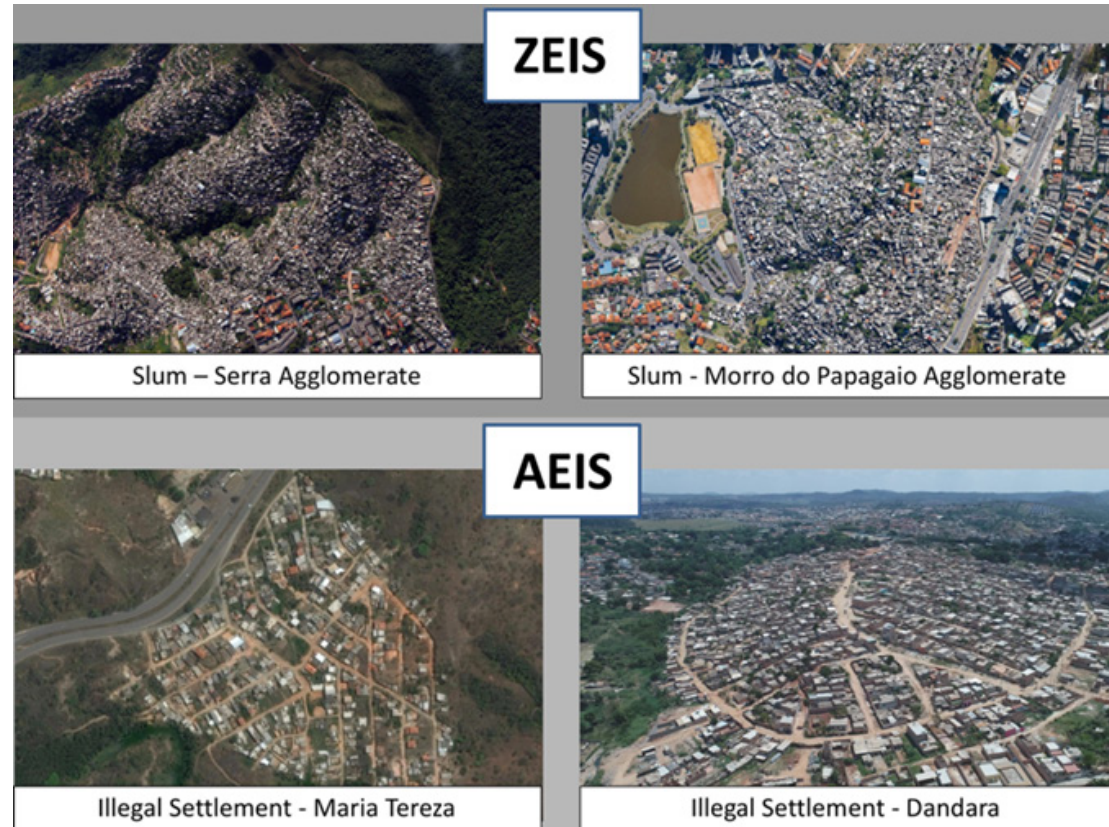 ZEIS
Slum – Serra Agglomerate
Slum - Morro do Papagaio Agglomerate
AEIS
Illegal Settlement - Maria Tereza
Illegal Settlement - Dandara